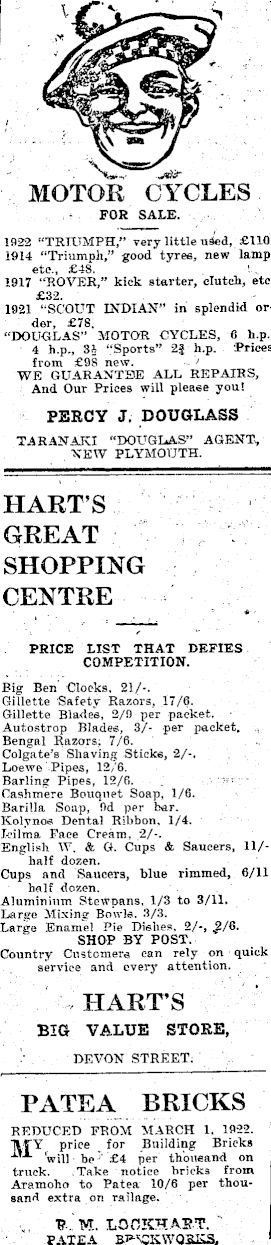 MOTOR CYCLES
FOR SALE.
1922 "TRIUMPH," very little used, £110
1914 "Triumph," good tyres, new lamp
etc., £48.
1917 "ROVER," kick starter, clutch, etc
£32.
1921 "SCOUT INDIAN" in splendid or-
der, £78.
"DOUGLAS" MOTOR CYCLES, 6 h.p.
4 h.p., 3½ "Sports" 2¾ h.p. Prices
from £98 new.
WE GUARANTEE ALL REPAIRS,
And Our Prices will please you!
PERCY J. DOUGLASS
TARANAKI "DOUGLAS" AGENT,
NEW PLYMOUTH.
HART'S
GREAT
SHOPPING
CENTRE
PRICE LIST THAT DEFIES
COMPETITION.
Big Ben Clocks, 21/-.
Gillette Safety Razors, 17/6.
Gillette Blades, 2/9 per packet.
Autostrop Blades, 3/- per packet.
Bengal Razors, 7/6.
Colgate's Shaving Sticks, 2/-.
Loewe Pipes, 12/6.
Barling Pipes, 12/6.
Cashmere Bouquet Soap, 1/6.
Barilla Soap, 9d per bar.
Kolynos Dental Ribbon, 1/4.
Icilma Face Cream, 2/-.
English W. & G. Cups & Saucers, 11/-
half dozen.
Cups and Saucers, blue rimmed, 6/11
half dozen.
Aluminium Stewpans, 1/3 to 3/11.
Large Mixing Bowls, 3/3.
Large Enamel Pie Dishes, 2/-, 2/6.
SHOP BY POST.
Country Customers can rely on quick
service and every attention.
HART'S
BIG VALUE STORE,
DEVON STREET.
PATEA BRICKS
REDUCED FROM MARCH 1, 1922.
MY price for Building Bricks
will be £4 per thousand on
truck. Take notice bricks from
Aramoho to Patea 10/6 per thou-
sand extra on railage.
R. M. LOCKHART.
PATEA BRICKWORKS,